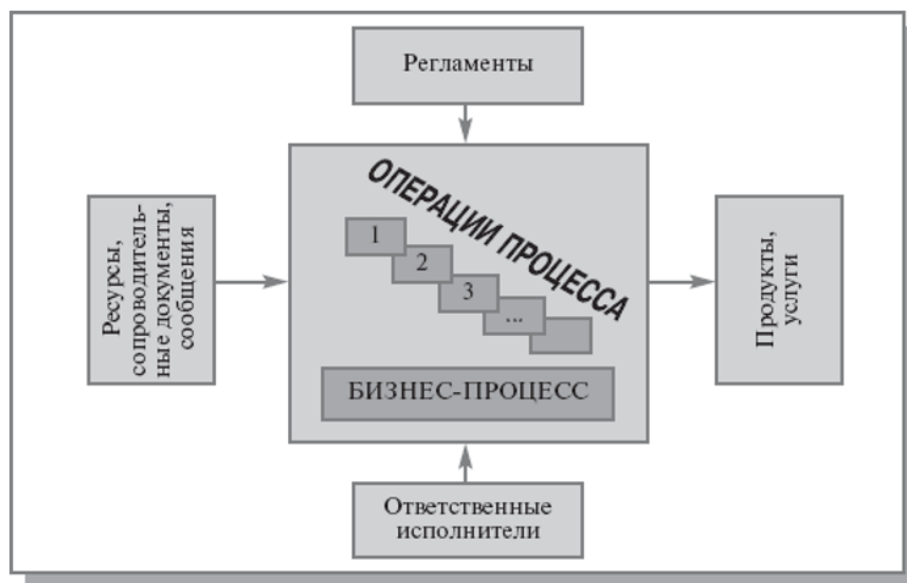 Регламенты
ОПЕРАЦИИ ПРОЦЕССА
Ресурсы,
сопроводитель-
ные документы,
сообщения
1
2
3
...
Продукты,
услуги
БИЗНЕС-ПРОЦЕСС
Ответственные
исполнители